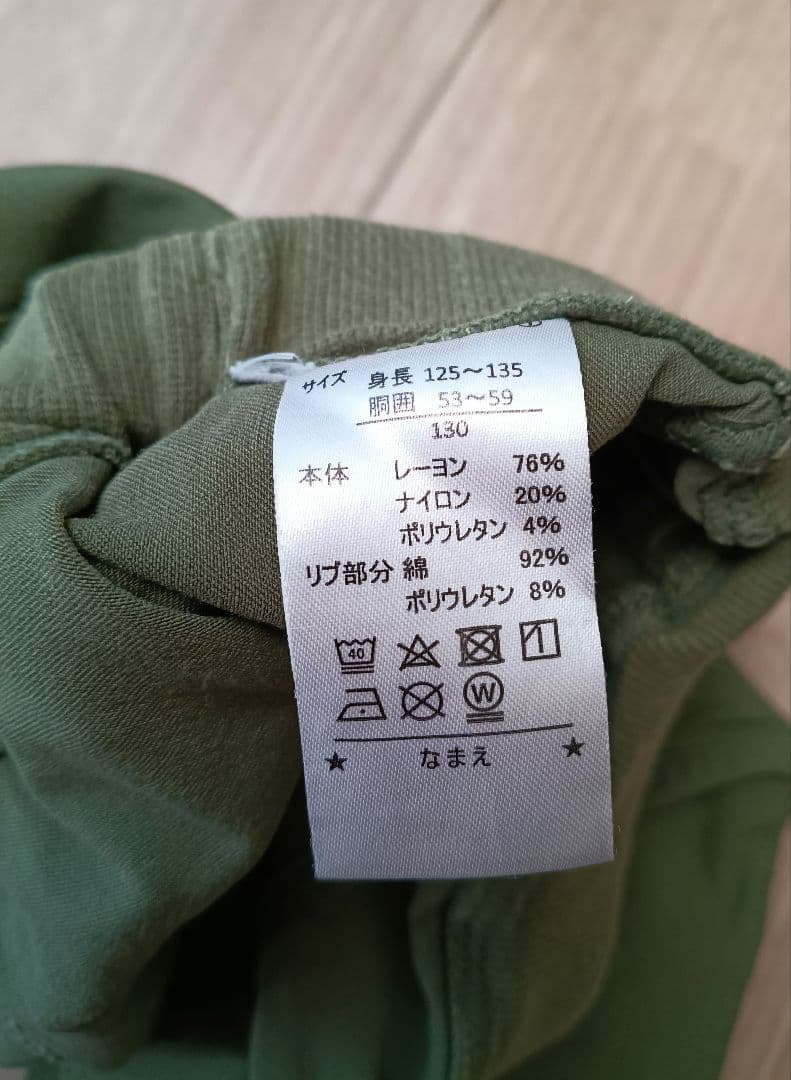 サイズ 身長 125～135
胴囲 53～59
130
本体 レーヨン 76%
ナイロン 20%
ポリウレタン 4%
リブ部分 綿 92%
ポリウレタン 8%
40
W
★ なまえ ★